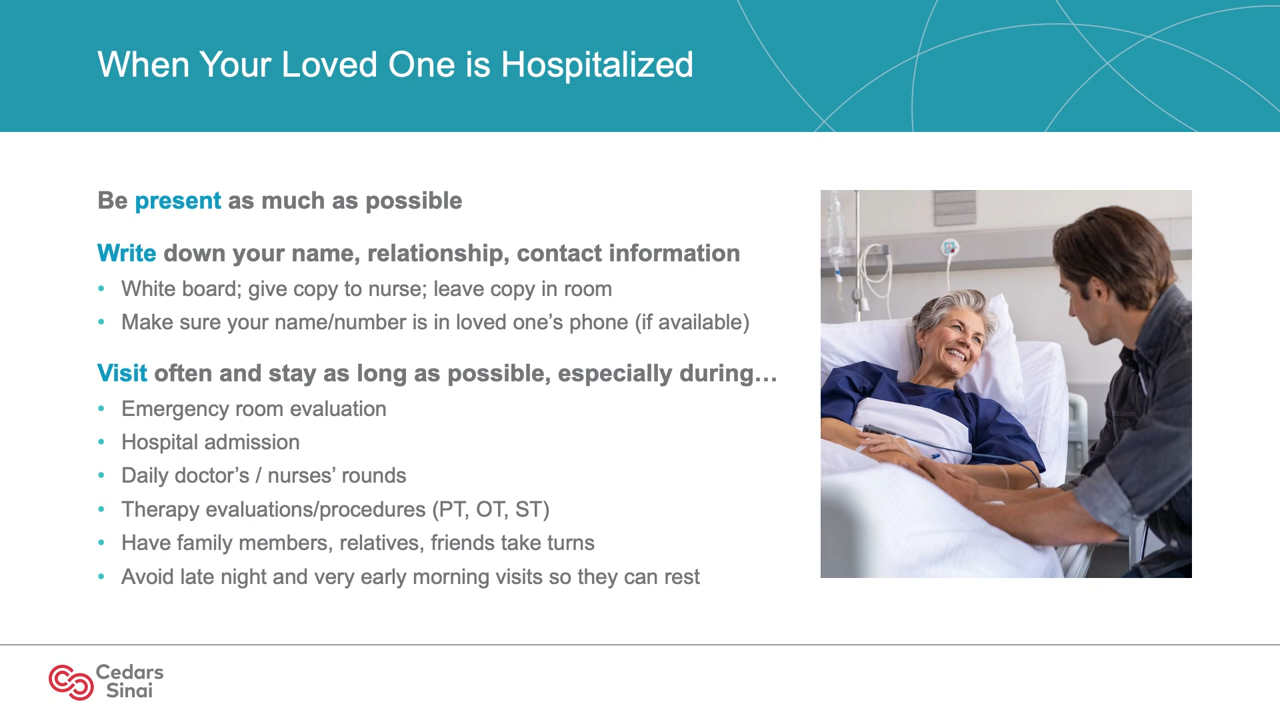 When Your Loved One is Hospitalized
Be present as much as possible
Write down your name, relationship, contact information
• White board; give copy to nurse; leave copy in room
• Make sure your name/number is in loved one’s phone (if available)
Visit often and stay as long as possible, especially during…
• Emergency room evaluation
• Hospital admission
• Daily doctor’s / nurses’ rounds
• Therapy evaluations/procedures (PT, OT, ST)
• Have family members, relatives, friends take turns
• Avoid late night and very early morning visits so they can rest
Cedars
Sinai